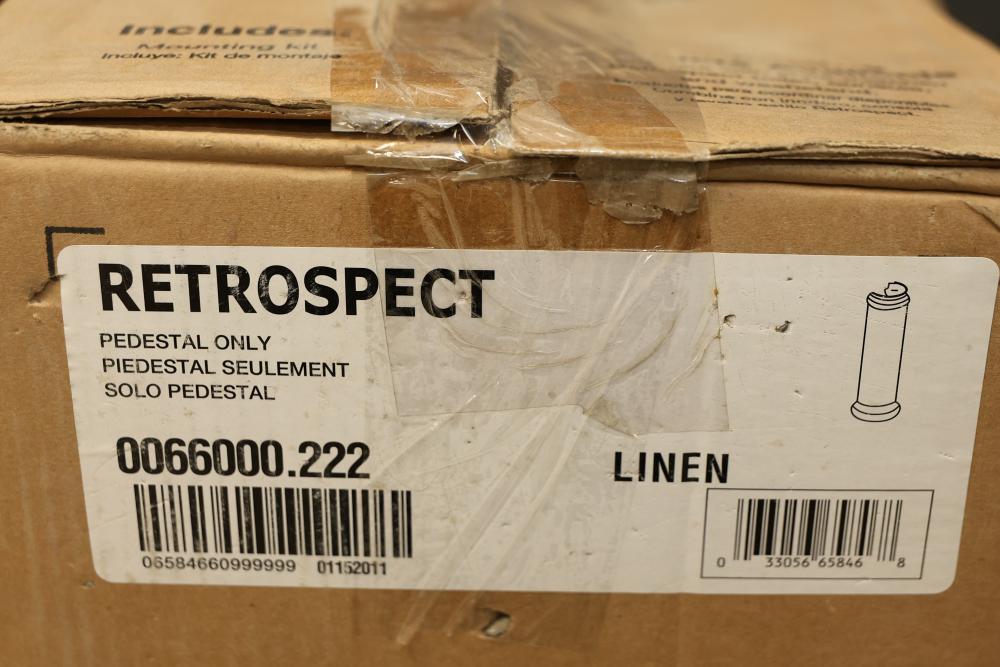 Includes:
Mounting kit
Incluye: Kit de montaje
Retrospect.
RETROSPECT
PEDESTAL ONLY
PIEDESTAL SEULEMENT
SOLO PEDESTAL
0066000.222
LINEN
06584660999999 01152011
0 33056 65846 8